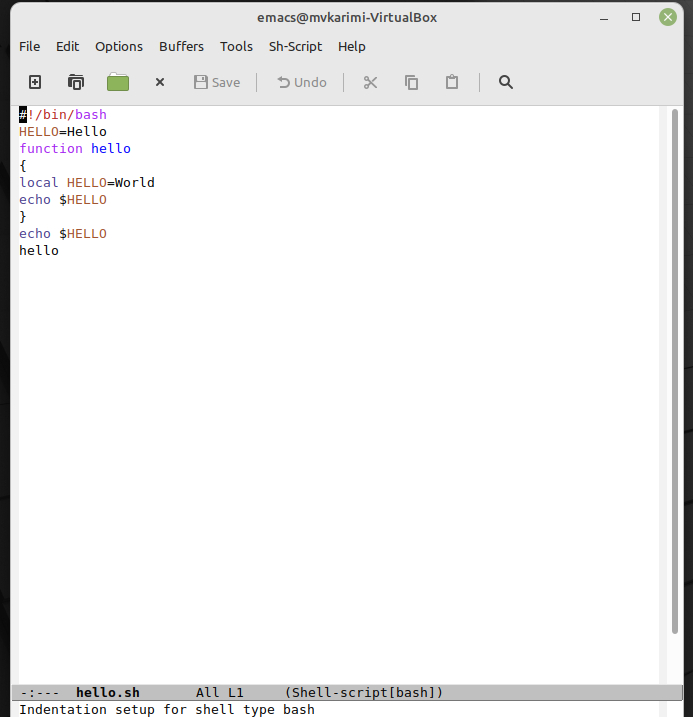 emacs@mvkarimi-VirtualBox
File Edit Options Buffers Tools Sh-Script Help
Save Undo
#!/bin/bash
HELLO=Hello
function hello
{
local HELLO=World
echo $HELLO
}
echo $HELLO
hello
-:--- hello.sh All L1 (Shell-script[bash])
Indentation setup for shell type bash